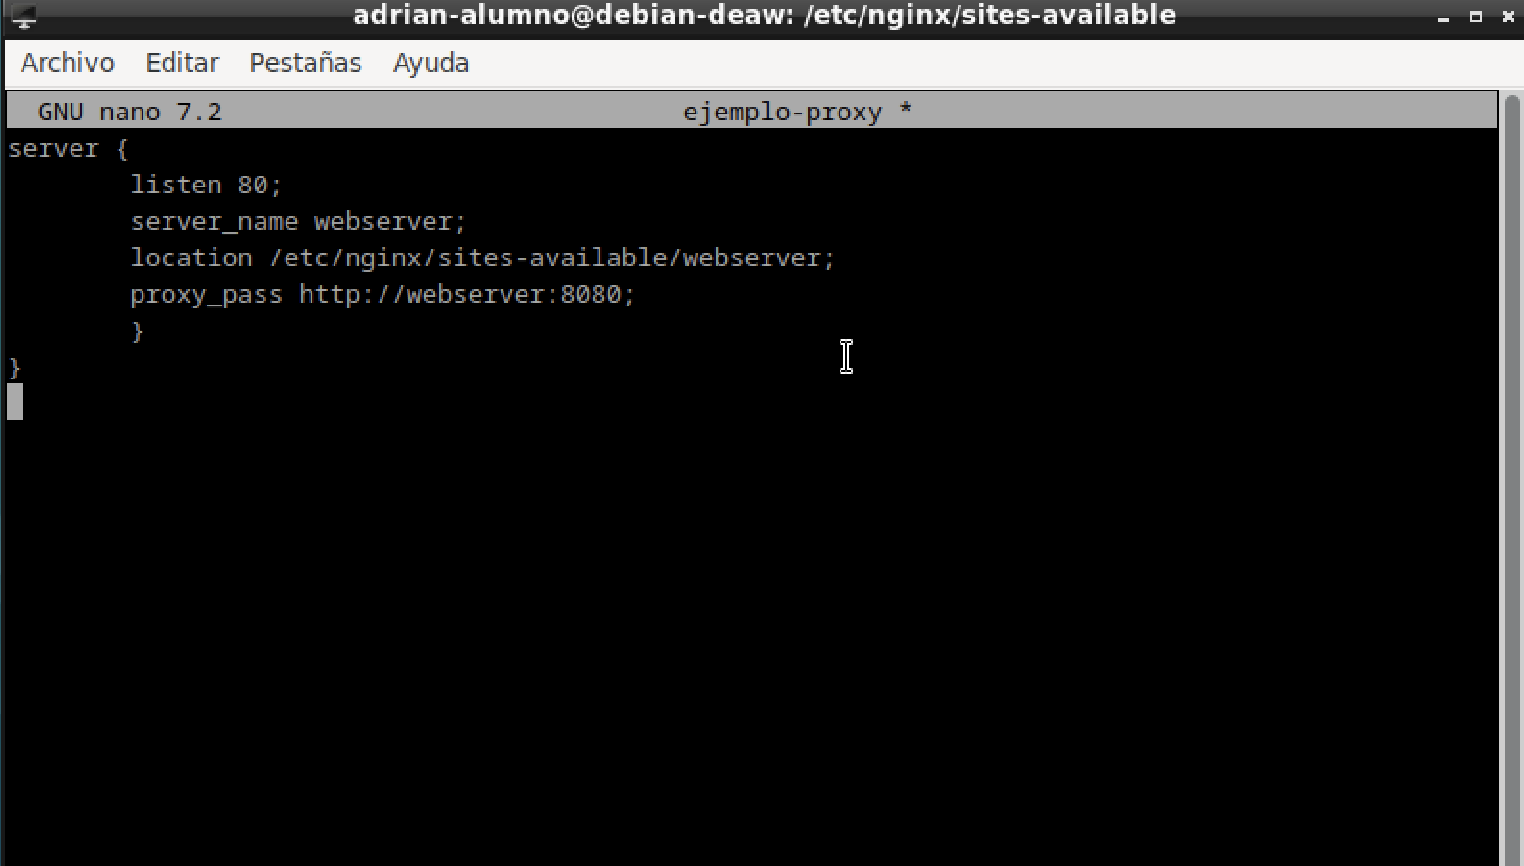 adrian-alumno@debian-deaw: /etc/nginx/sites-available
Archivo Editar Pestañas Ayuda
GNU nano 7.2 ejemplo-proxy *
server {
listen 80;
server_name webserver;
location /etc/nginx/sites-available/webserver;
proxy_pass http://webserver:8080;
}
}